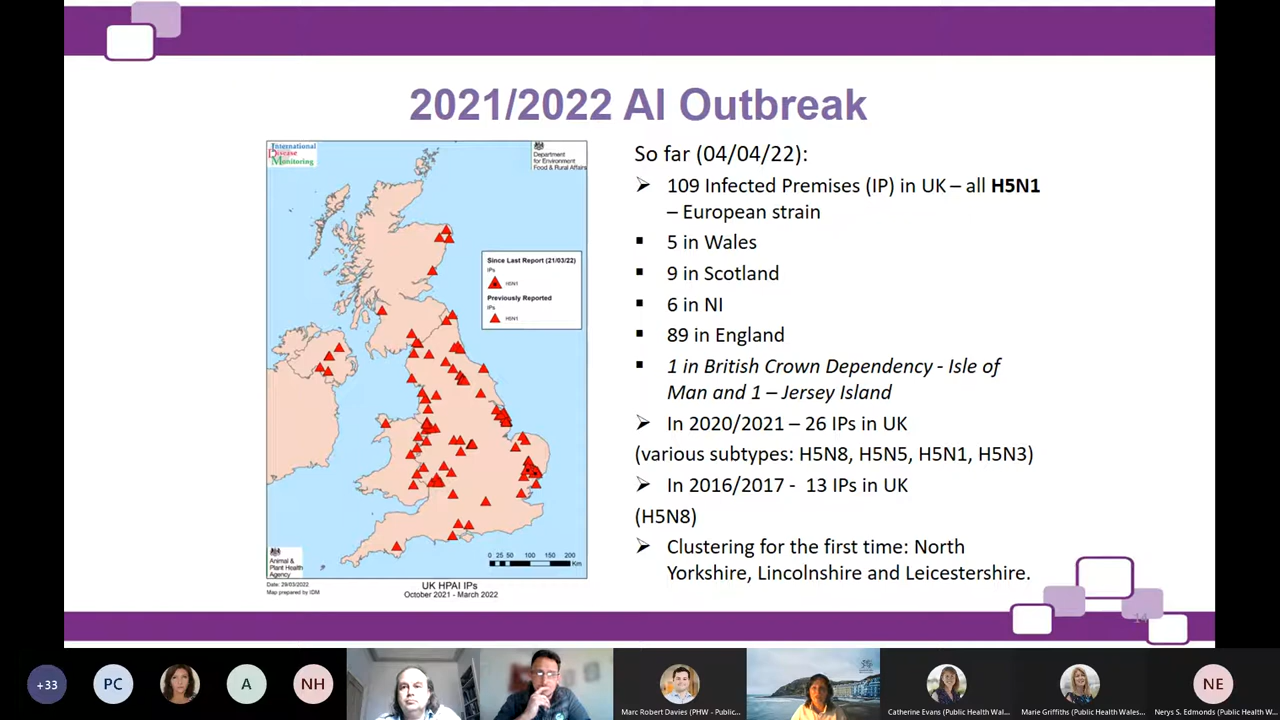 2021/2022 AI Outbreak
International
Disease
Monitoring
Department
for Environment
Food & Rural Affairs
Since Last Report (21/03/22)
IPs
H5N1
Previously Reported
IPs
H5N1
0 25 50 100 150 200
Km
Animal &
Plant Health
Agency
Date: 29/03/2022
Map prepared by IDM
UK HPAI IPs
October 2021 - March 2022
So far (04/04/22):
➢ 109 Infected Premises (IP) in UK – all H5N1
– European strain
▪ 5 in Wales
▪ 9 in Scotland
▪ 6 in NI
▪ 89 in England
▪ 1 in British Crown Dependency - Isle of
Man and 1 – Jersey Island
➢ In 2020/2021 – 26 IPs in UK
(various subtypes: H5N8, H5N5, H5N1, H5N3)
➢ In 2016/2017 - 13 IPs in UK
(H5N8)
➢ Clustering for the first time: North
Yorkshire, Lincolnshire and Leicestershire.
14
+33
PC
A
NH
Marc Robert Davies (PHW - Public...
Catherine Evans (Public Health Wal...
Marie Griffiths (Public Health Wales...
NE
Nerys S. Edmonds (Public Health W...